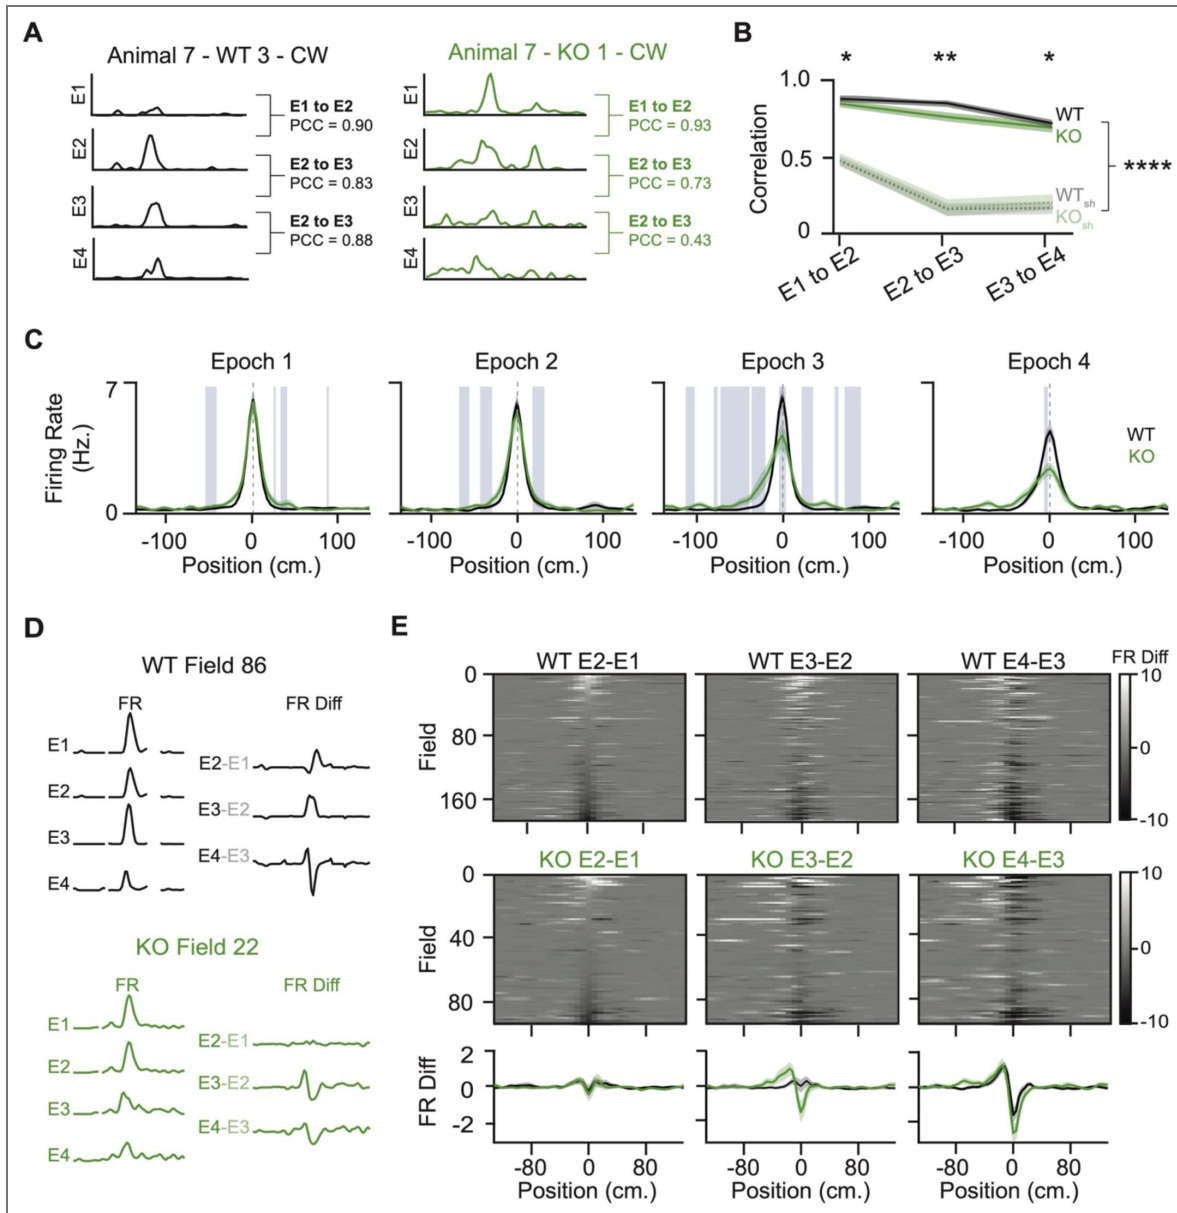 A
Animal 7 - WT 3 - CW
E1
E2
E3
E4
E1 to E2
PCC = 0.90
E2 to E3
PCC = 0.83
E2 to E3
PCC = 0.88
Animal 7 - KO 1 - CW
E1
E2
E3
E4
E1 to E2
PCC = 0.93
E2 to E3
PCC = 0.73
E2 to E3
PCC = 0.43
B
* ** *
1.0
0.5
0
Correlation
WT
KO
****
WTsh
KOsh
E1 to E2
E2 to E3
E3 to E4
C
Epoch 1
Epoch 2
Epoch 3
Epoch 4
7
0
Firing Rate
(Hz.)
WT
KO
-100 0 100
-100 0 100
-100 0 100
-100 0 100
Position (cm.)
Position (cm.)
Position (cm.)
Position (cm.)
D
WT Field 86
FR
FR Diff
E1
E2
E3
E4
E2-E1
E3-E2
E4-E3
KO Field 22
FR
FR Diff
E1
E2
E3
E4
E2-E1
E3-E2
E4-E3
E
WT E2-E1
WT E3-E2
WT E4-E3
FR Diff
0
80
160
Field
10
0
-10
KO E2-E1
KO E3-E2
KO E4-E3
0
40
80
Field
10
0
-10
2
0
-2
FR Diff
-80 0 80
-80 0 80
-80 0 80
Position (cm.)
Position (cm.)
Position (cm.)